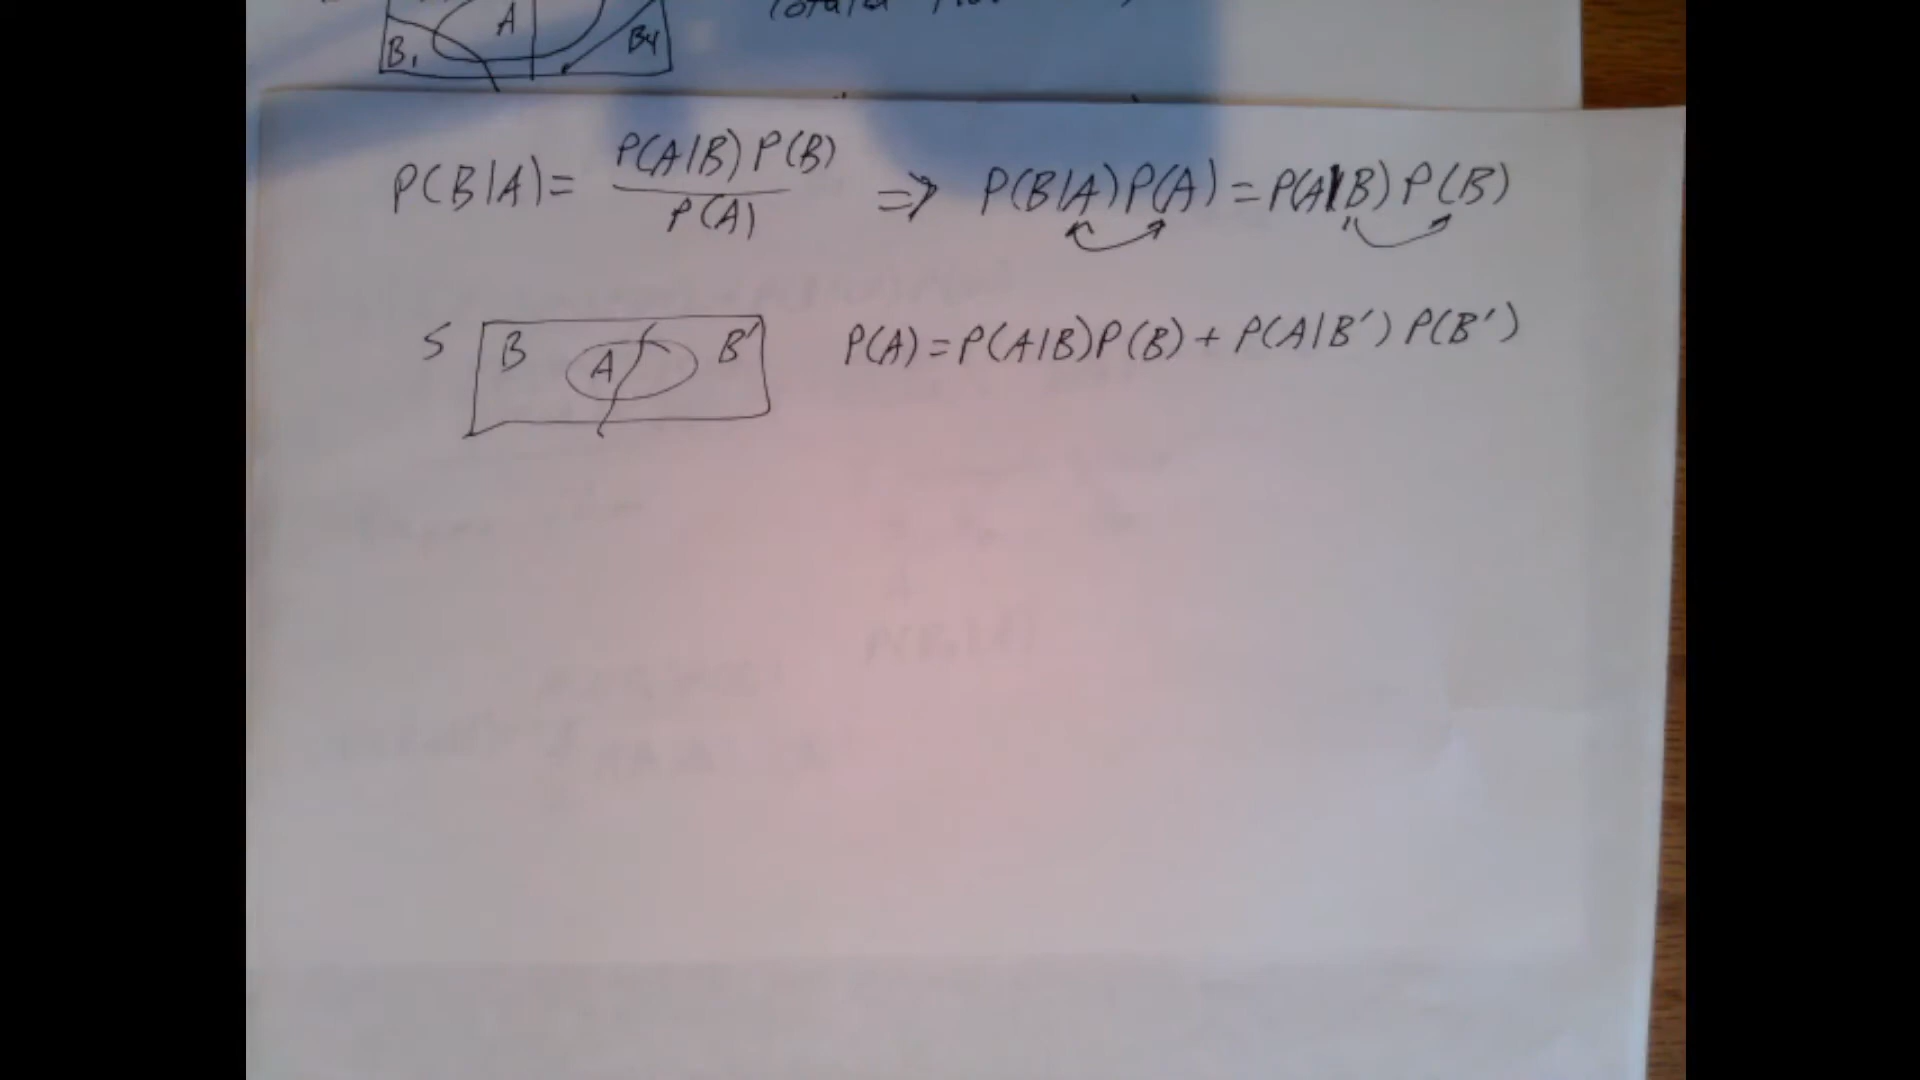 A
B₁
B4
P(B|A) = P(A|B) P(B) / P(A) => P(B|A) P(A) = P(A|B) P(B)
S B A B' P(A) = P(A|B)P(B) + P(A|B') P(B')